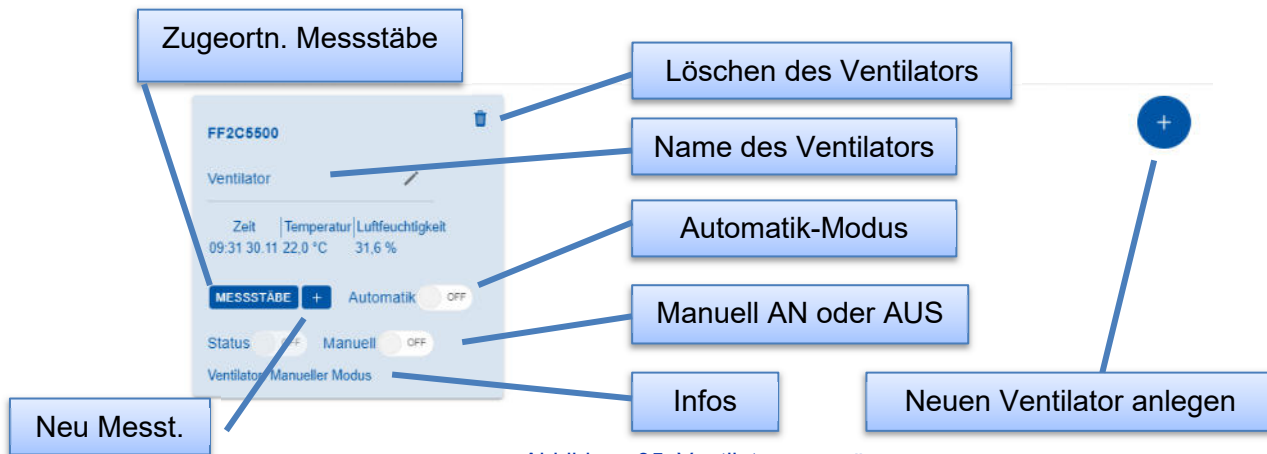 Zugeortn. Messstäbe
Löschen des Ventilators
FF2C5500
Name des Ventilators
Ventilator
Zeit Temperatur Luftfeuchtigkeit
09:31 30.11 22,0 °C 31,6 %
Automatik-Modus
MESSSTÄBE + Automatik OFF
Manuell AN oder AUS
Status OFF Manuell OFF
Ventilator Manueller Modus
Infos
Neuen Ventilator anlegen
Neu Messt.